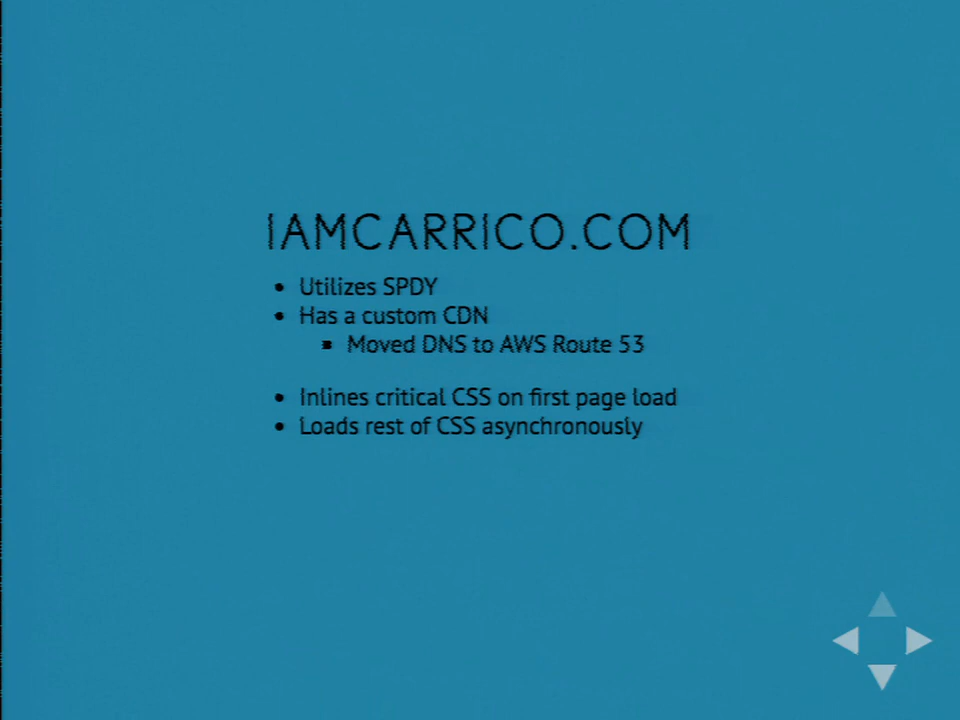 IAMCARRICO.COM
• Utilizes SPDY
• Has a custom CDN
▪ Moved DNS to AWS Route 53
• Inlines critical CSS on first page load
• Loads rest of CSS asynchronously